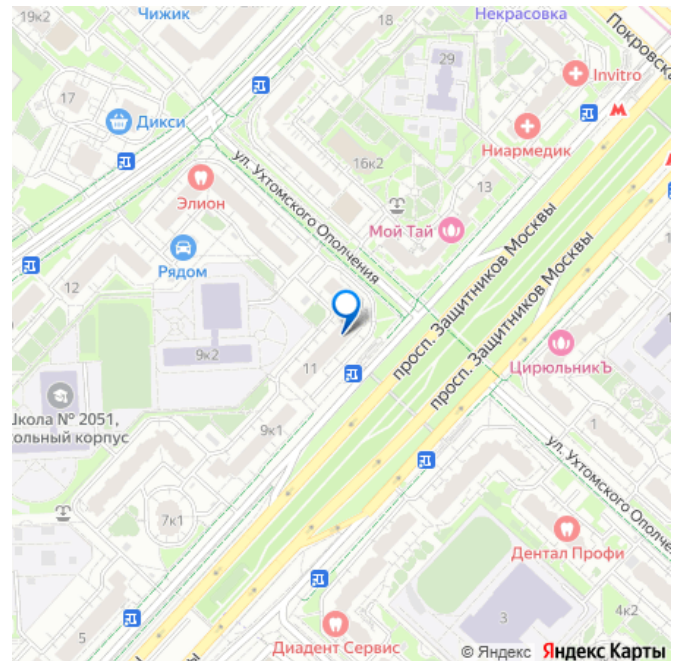 19к2
Чижик
Некрасовка
Покровска
29
Invitro
17
Дикси
Ниармедик
16к2
ул. Ухтомского Ополчения
Элион
13
Мой Тай
Рядом
12
просп. Защитников Москвы
просп. Защитников Москвы
9к2
11
ЦирюльникЪ
Школа № 2051,
ольный корпус
9к1
1
ул. Ухтомского Ополче
7к1
Дентал Профи
3
4к2
5
Диадент Сервис
ы
© Яндекс Яндекс Карты